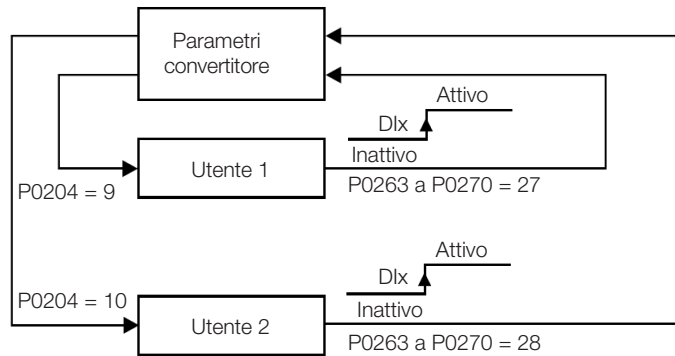 Parametri
convertitore
Attivo
DIx
Inattivo
Utente 1
P0204 = 9
P0263 a P0270 = 27
Attivo
DIx
Inattivo
P0204 = 10
Utente 2
P0263 a P0270 = 28